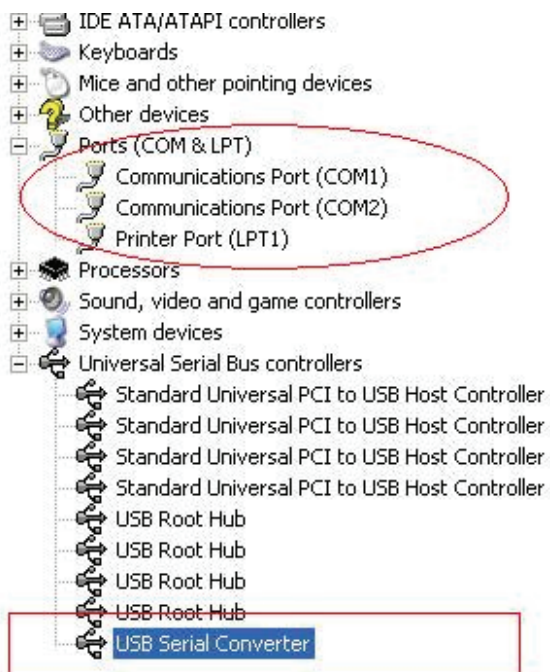 IDE ATA/ATAPI controllers
Keyboards
Mice and other pointing devices
Other devices
Ports (COM & LPT)
Communications Port (COM1)
Communications Port (COM2)
Printer Port (LPT1)
Processors
Sound, video and game controllers
System devices
Universal Serial Bus controllers
Standard Universal PCI to USB Host Controller
Standard Universal PCI to USB Host Controller
Standard Universal PCI to USB Host Controller
Standard Universal PCI to USB Host Controller
USB Root Hub
USB Root Hub
USB Root Hub
USB Root Hub
USB Serial Converter